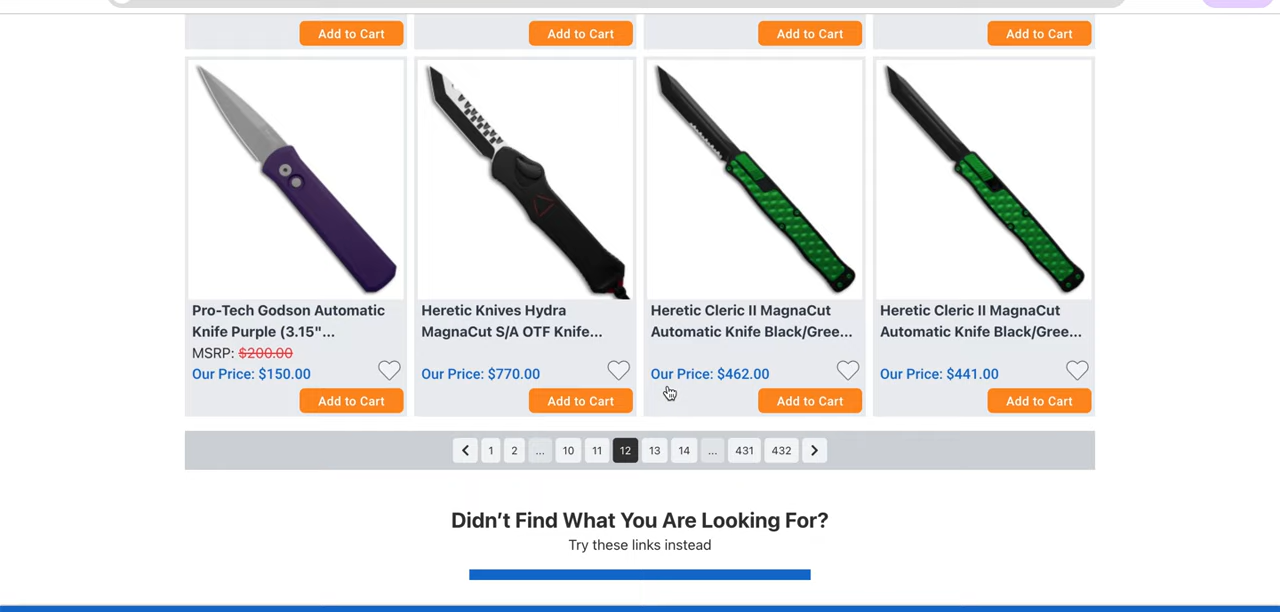 Add to Cart Add to Cart Add to Cart Add to Cart
Pro-Tech Godson Automatic
Knife Purple (3.15"...
MSRP: $200.00
Our Price: $150.00
Add to Cart
Heretic Knives Hydra
MagnaCut S/A OTF Knife...
Our Price: $770.00
Add to Cart
Heretic Cleric II MagnaCut
Automatic Knife Black/Gree...
Our Price: $462.00
Add to Cart
Heretic Cleric II MagnaCut
Automatic Knife Black/Gree...
Our Price: $441.00
Add to Cart
1 2 ... 10 11 12 13 14 ... 431 432
Didn’t Find What You Are Looking For?
Try these links instead